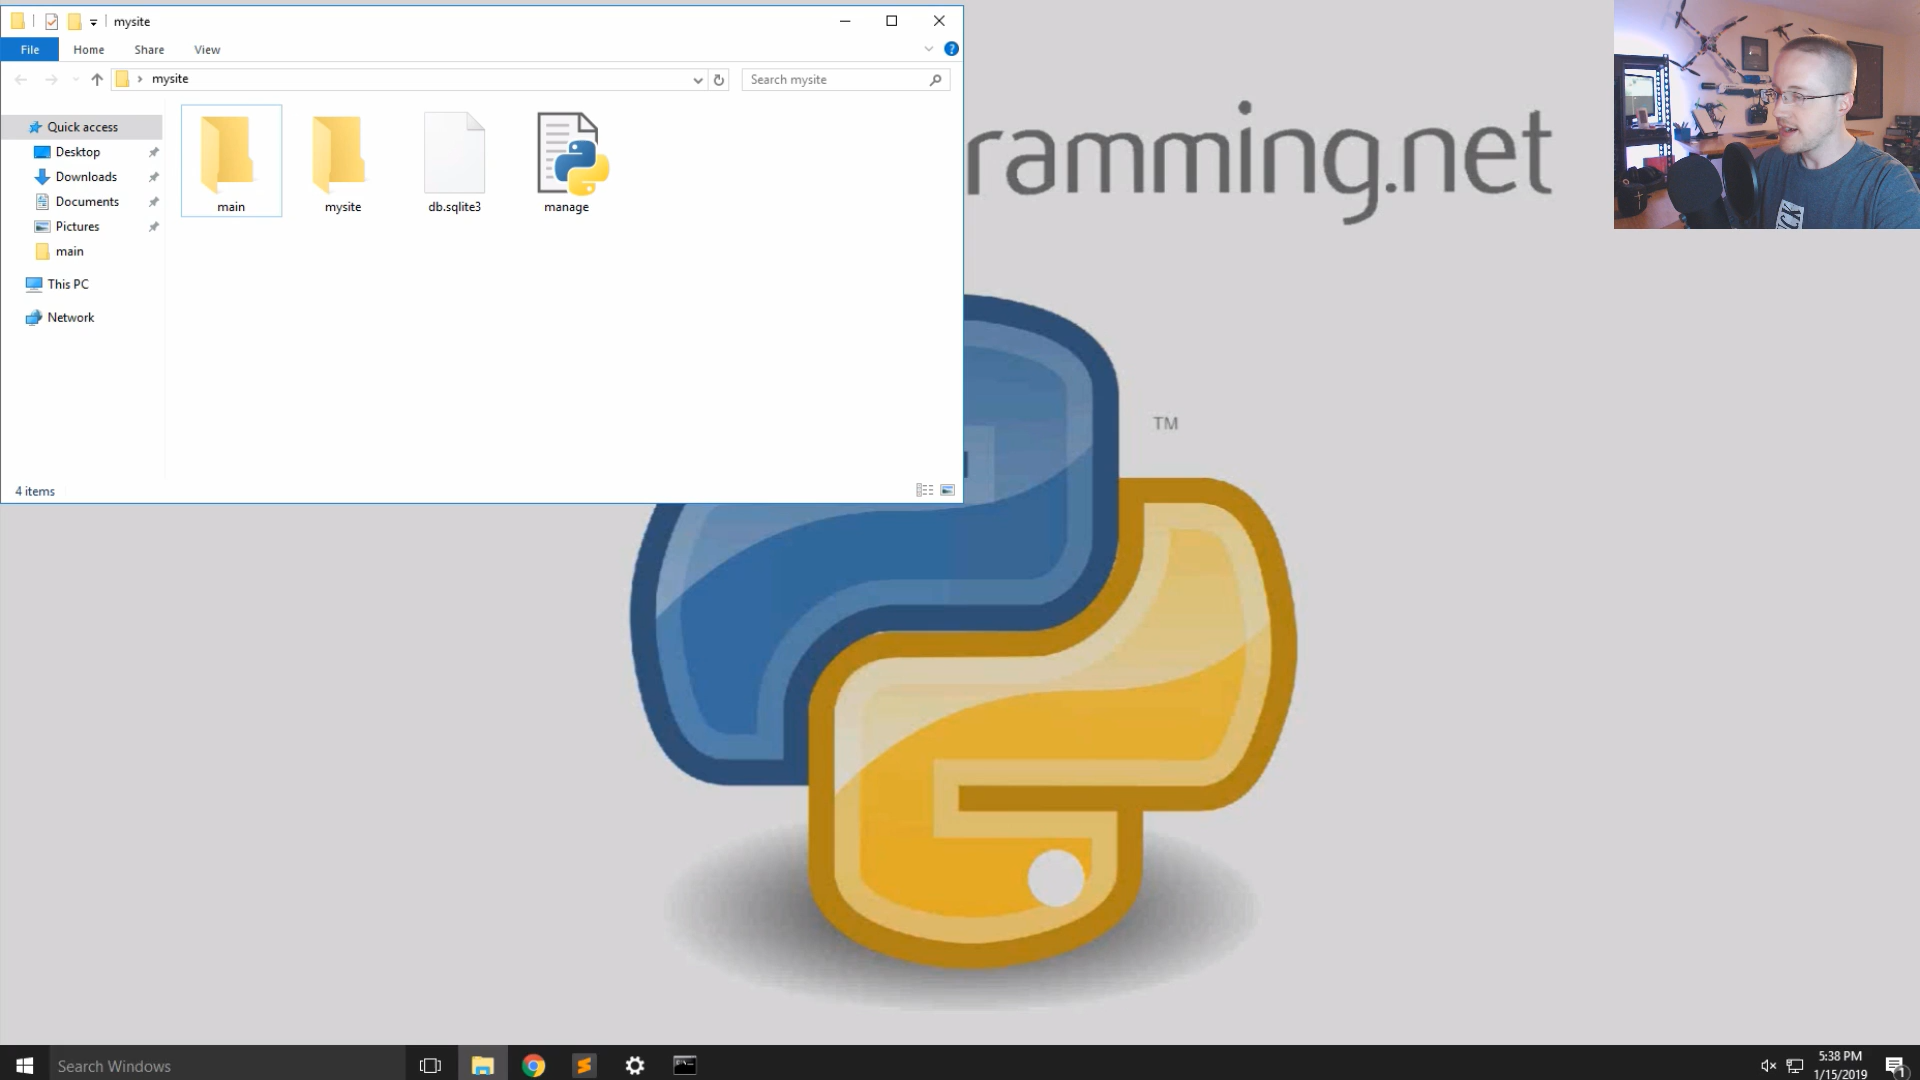 mysite
File Home Share View
mysite
Search mysite
Quick access
Desktop
Downloads
Documents
Pictures
main
This PC
Network
main
mysite
db.sqlite3
manage
4 items
ramming.net
TM
Search Windows
5:38 PM
1/15/2019
1